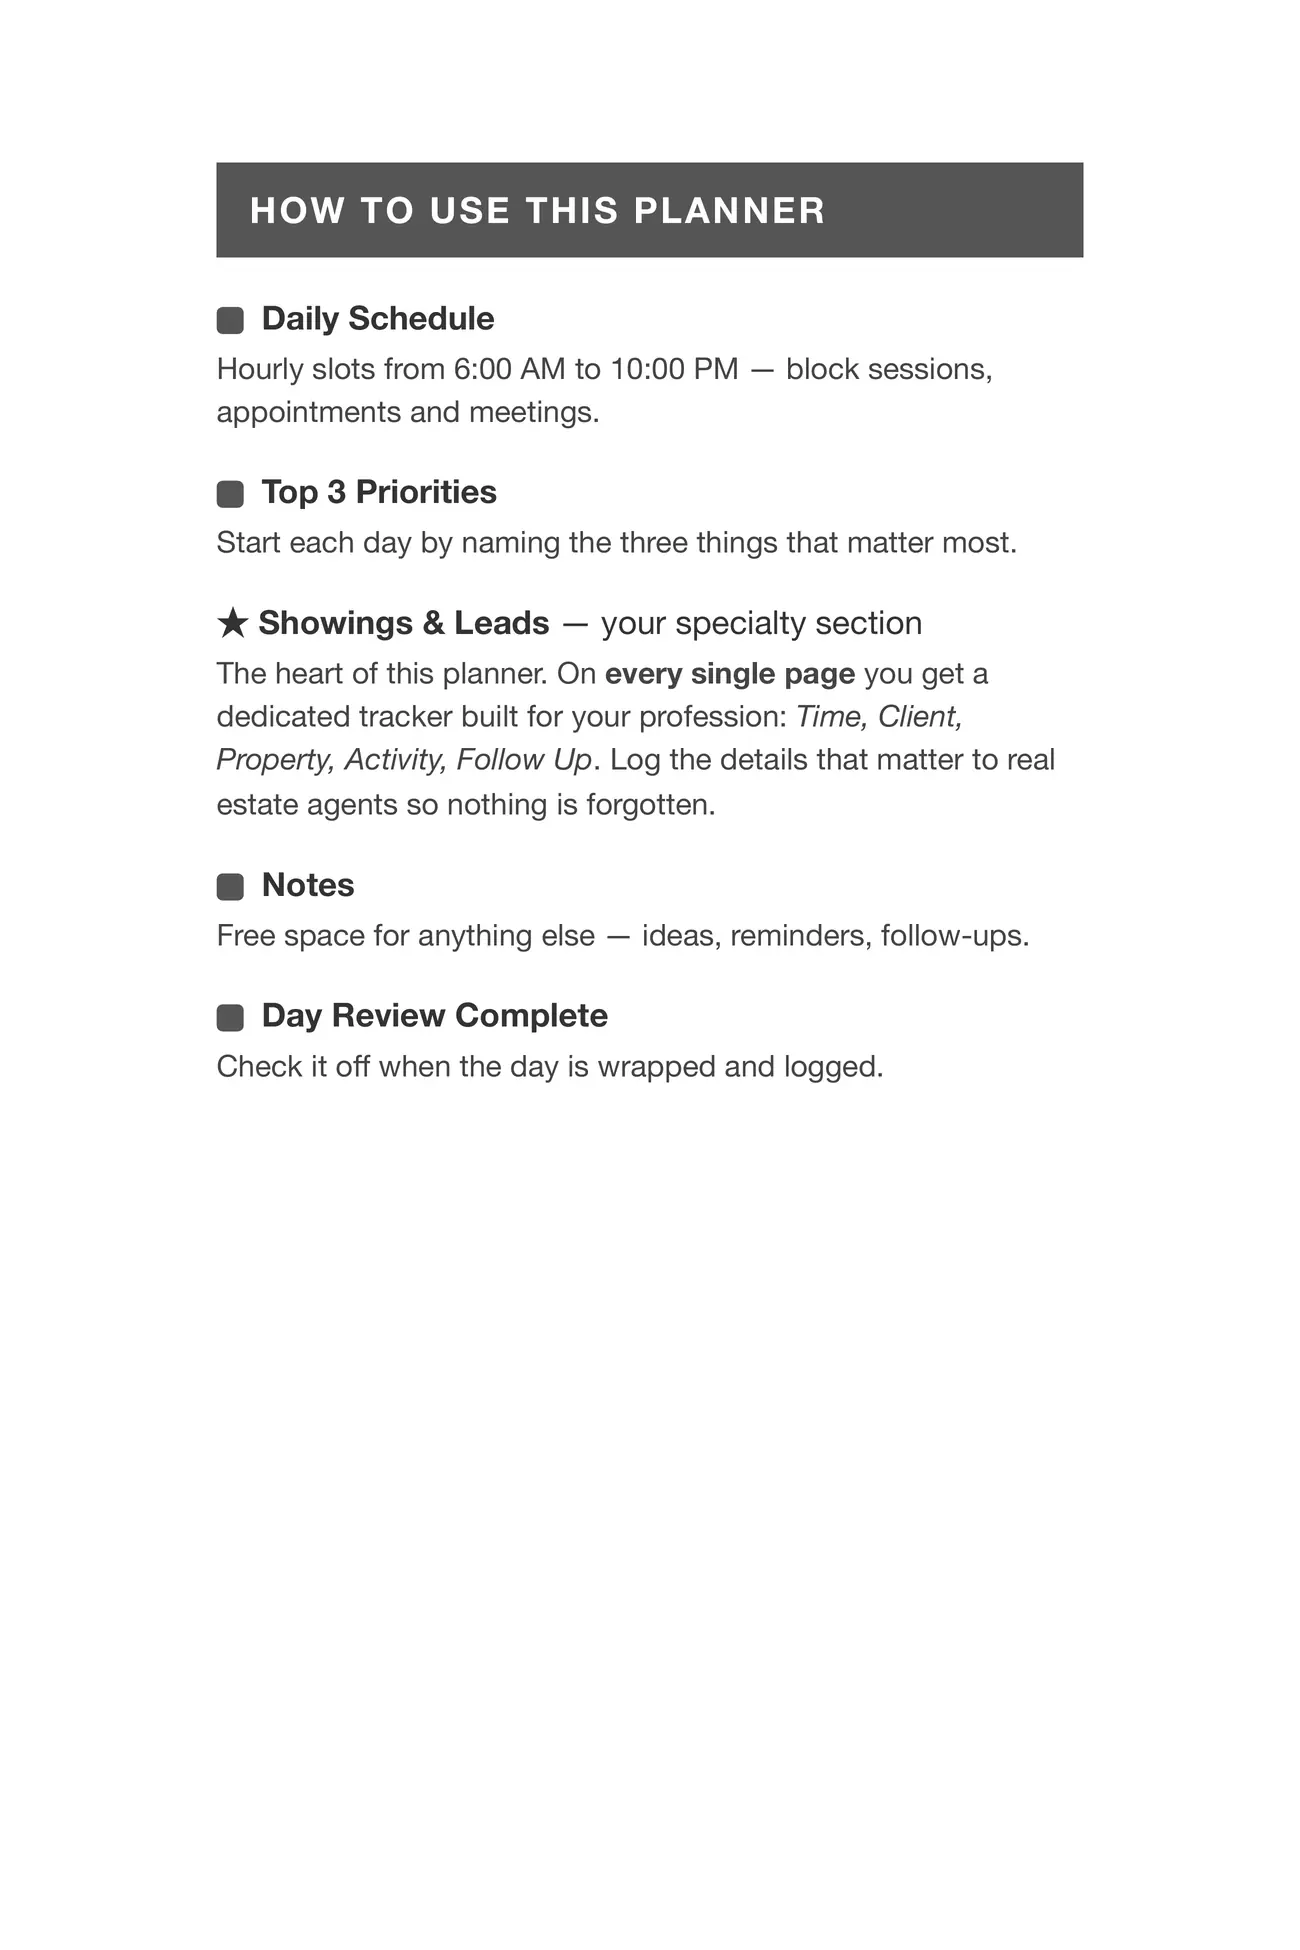 HOW TO USE THIS PLANNER
Daily Schedule
Hourly slots from 6:00 AM to 10:00 PM — block sessions,
appointments and meetings.
Top 3 Priorities
Start each day by naming the three things that matter most.
★ Showings & Leads — your specialty section
The heart of this planner. On every single page you get a
dedicated tracker built for your profession: Time, Client,
Property, Activity, Follow Up. Log the details that matter to real
estate agents so nothing is forgotten.
Notes
Free space for anything else — ideas, reminders, follow-ups.
Day Review Complete
Check it off when the day is wrapped and logged.